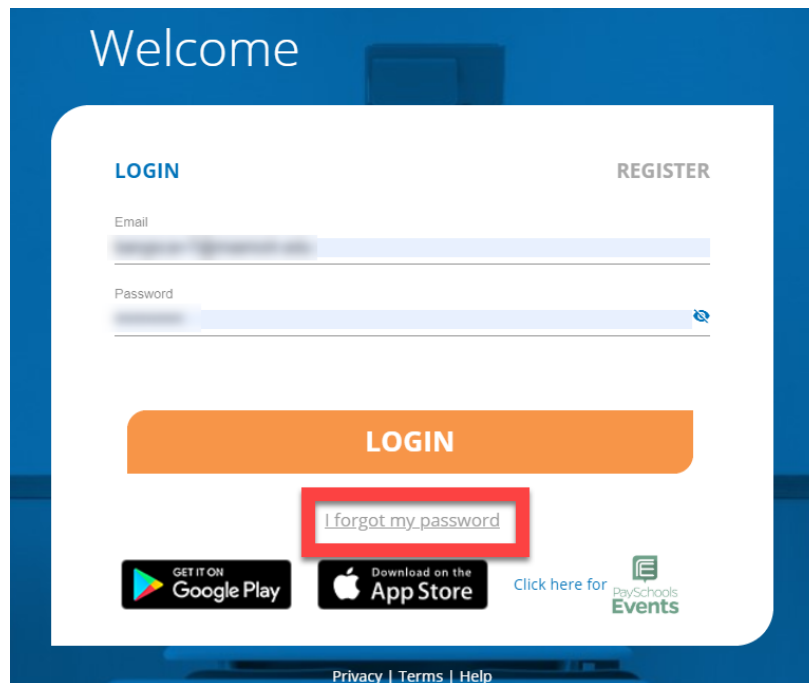 Welcome
LOGIN
REGISTER
Email
Password
LOGIN
I forgot my password
GET IT ON
Google Play
Download on the
App Store
Click here for
PaySchools
Events
Privacy | Terms | Help